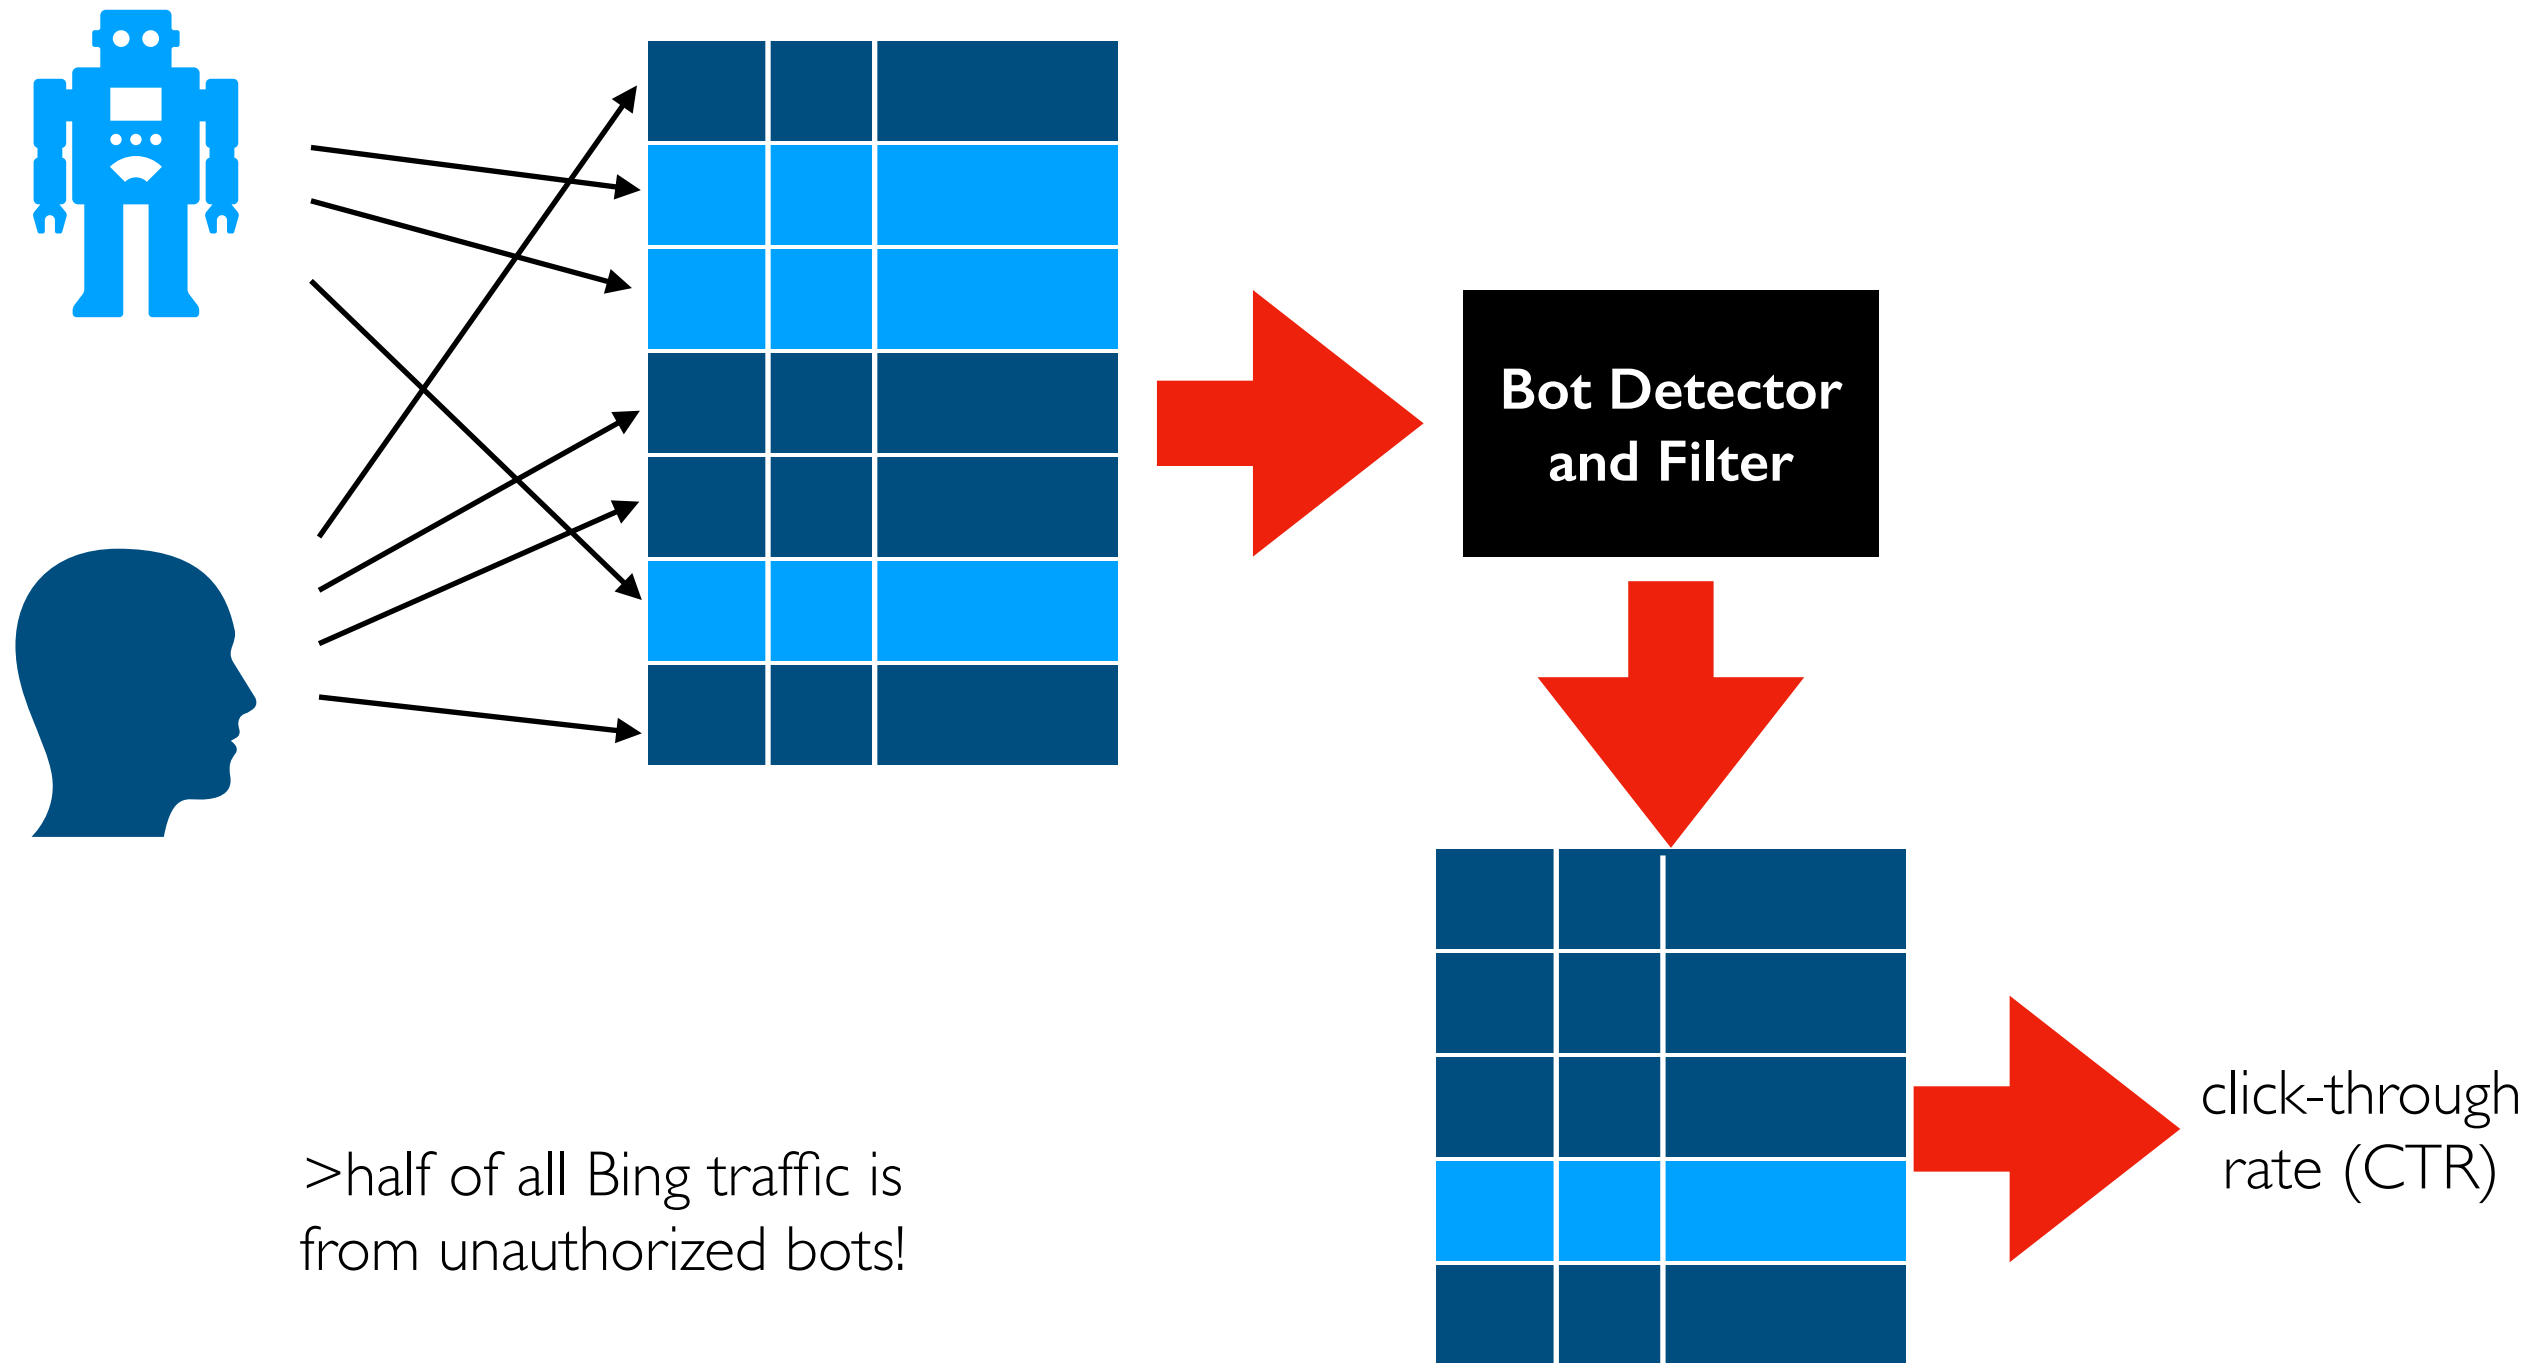 Bot Detector
and Filter
click-through
rate (CTR)
>half of all Bing traffic is
from unauthorized bots!